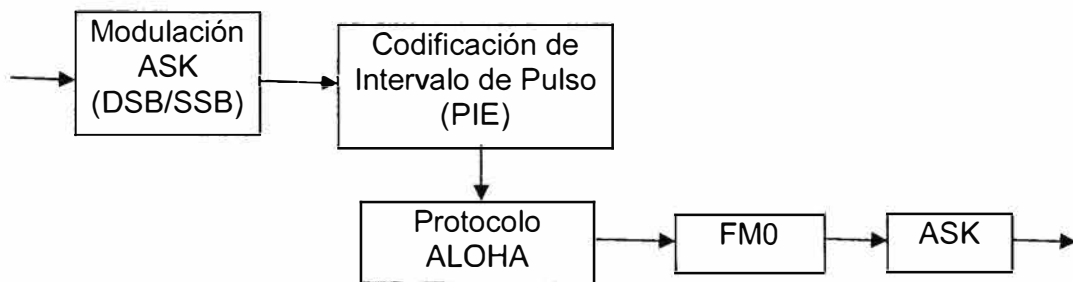 Modulación
ASK
(DSB/SSB)
Codificación de
Intervalo de Pulso
(PIE)
Protocolo
ALOHA
FM0
ASK